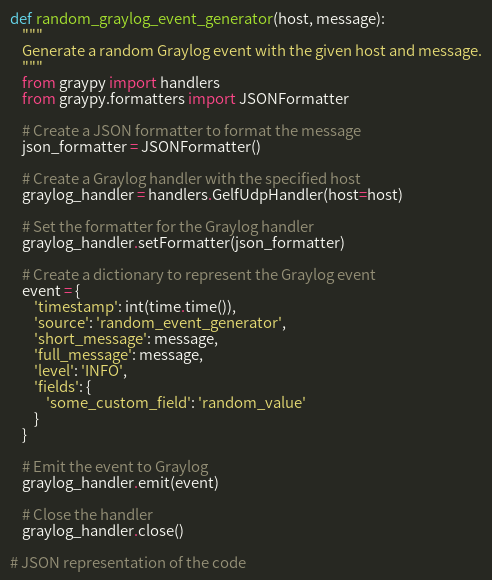 def random_graylog_event_generator(host, message):
    """
    Generate a random Graylog event with the given host and message.
    """
    from graypy import handlers
    from graypy.formatters import JSONFormatter

    # Create a JSON formatter to format the message
    json_formatter = JSONFormatter()

    # Create a Graylog handler with the specified host
    graylog_handler = handlers.GelfUdpHandler(host=host)

    # Set the formatter for the Graylog handler
    graylog_handler.setFormatter(json_formatter)

    # Create a dictionary to represent the Graylog event
    event = {
        'timestamp': int(time.time()),
        'source': 'random_event_generator',
        'short_message': message,
        'full_message': message,
        'level': 'INFO',
        'fields': {
            'some_custom_field': 'random_value'
        }
    }

    # Emit the event to Graylog
    graylog_handler.emit(event)

    # Close the handler
    graylog_handler.close()

# JSON representation of the code